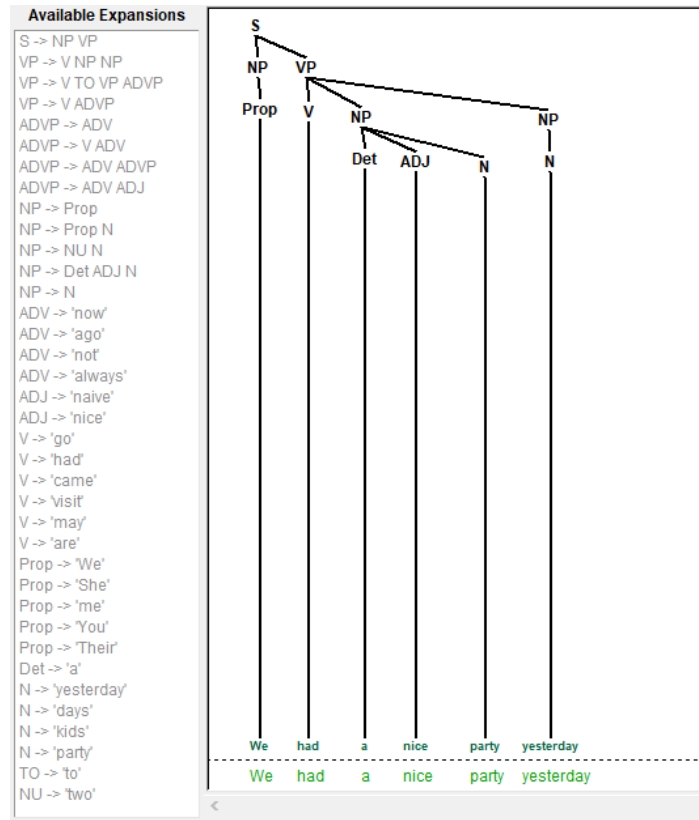 Available Expansions
S -> NP VP
VP -> V NP NP
VP -> V TO VP ADVP
VP -> V ADVP
ADVP -> ADV
ADVP -> V ADV
ADVP -> ADV ADVP
ADVP -> ADV ADJ
NP -> Prop
NP -> Prop N
NP -> NU N
NP -> Det ADJ N
NP -> N
ADV -> 'now'
ADV -> 'ago'
ADV -> 'not'
ADV -> 'always'
ADJ -> 'naive'
ADJ -> 'nice'
V -> 'go'
V -> 'had'
V -> 'came'
V -> 'visit'
V -> 'may'
V -> 'are'
Prop -> 'We'
Prop -> 'She'
Prop -> 'me'
Prop -> 'You'
Prop -> 'Their'
Det -> 'a'
N -> 'yesterday'
N -> 'days'
N -> 'kids'
N -> 'party'
TO -> 'to'
NU -> 'two'
S
NP VP
Prop V NP NP
Det ADJ N N
We had a nice party yesterday
We had a nice party yesterday